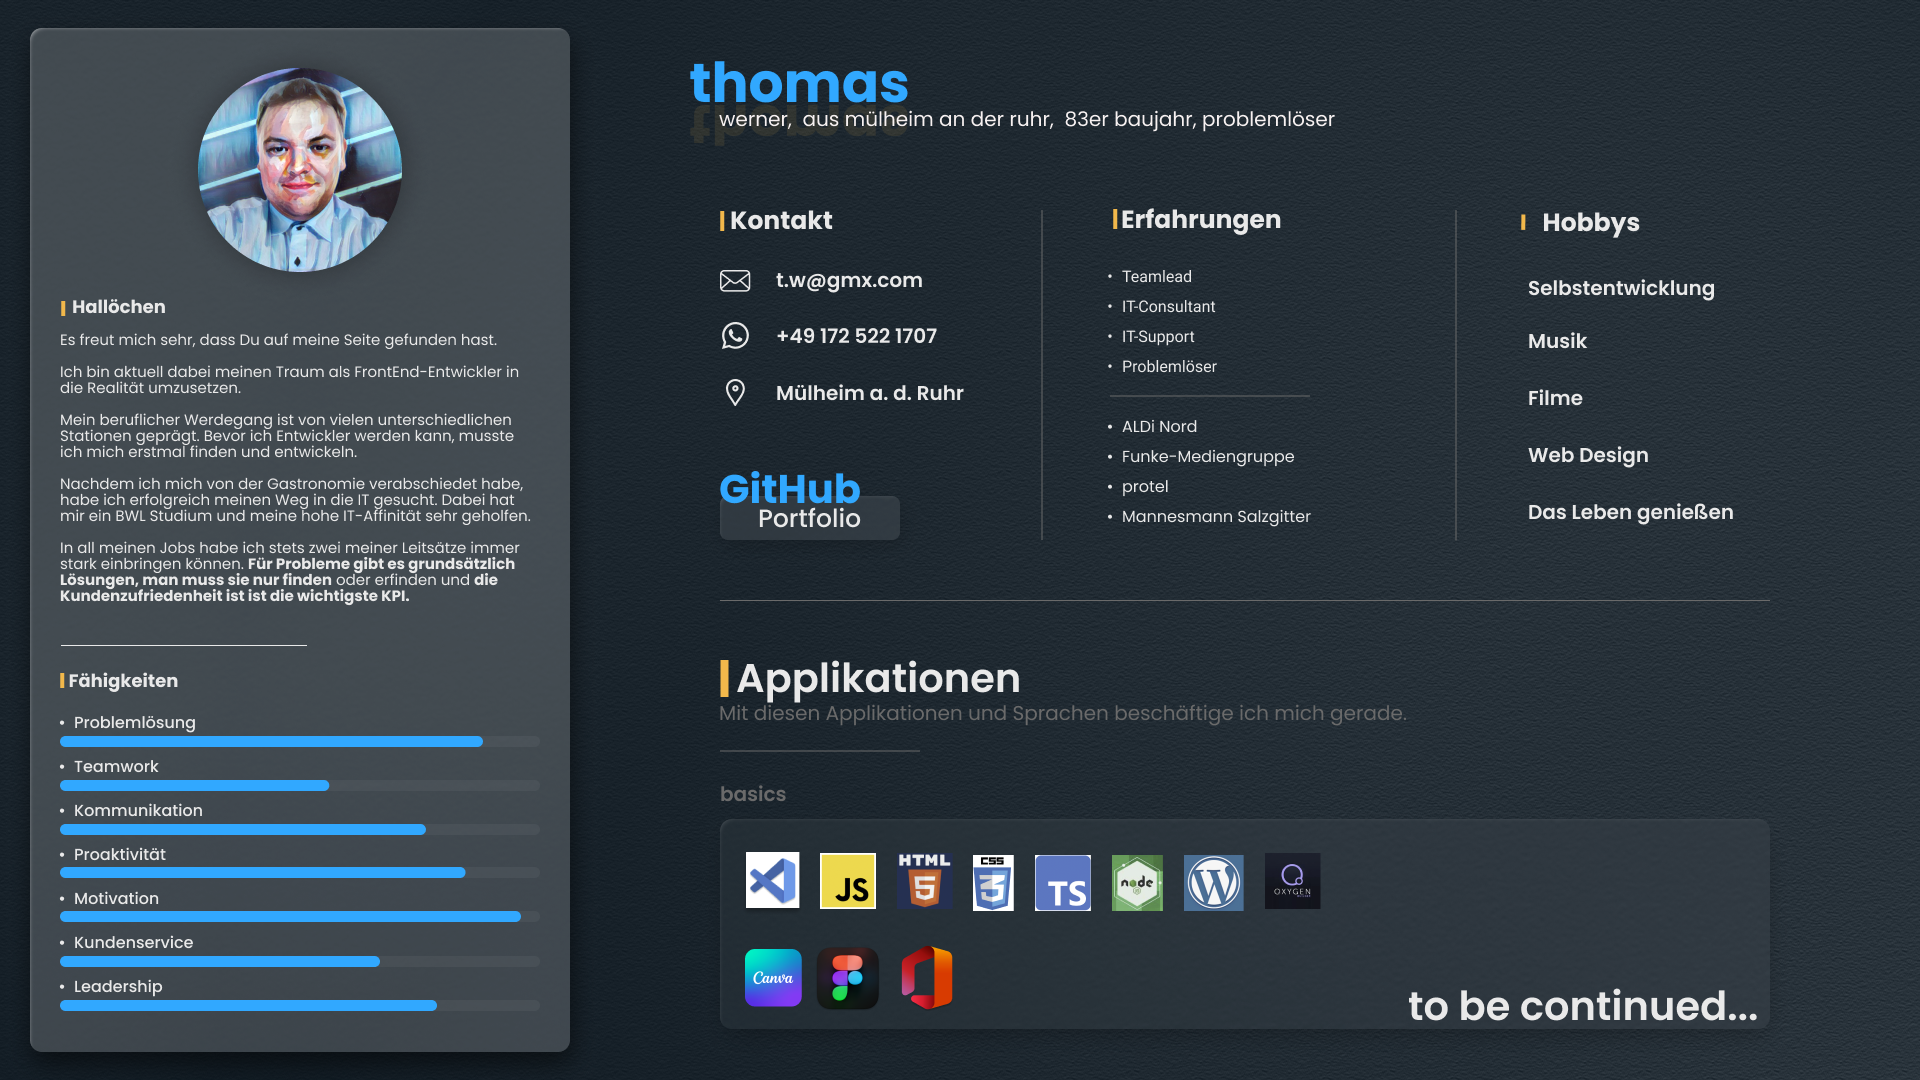 Hallöchen
Es freut mich sehr, dass Du auf meine Seite gefunden hast.
Ich bin aktuell dabei meinen Traum als FrontEnd-Entwickler in
die Realität umzusetzen.
Mein beruflicher Werdegang ist von vielen unterschiedlichen
Stationen geprägt. Bevor ich Entwickler werden kann, musste
ich mich erstmal finden und entwickeln.
Nachdem ich mich von der Gastronomie verabschiedet habe,
habe ich erfolgreich meinen Weg in die IT gesucht. Dabei hat
mir ein BWL Studium und meine hohe IT-Affinität sehr geholfen.
In all meinen Jobs habe ich stets zwei meiner Leitsätze immer
stark einbringen können. Für Probleme gibt es grundsätzlich
Lösungen, man muss sie nur finden oder erfinden und die
Kundenzufriedenheit ist ist die wichtigste KPI.
Fähigkeiten
• Problemlösung
• Teamwork
• Kommunikation
• Proaktivität
• Motivation
• Kundenservice
• Leadership
thomas
thomas
werner, aus mülheim an der ruhr, 83er baujahr, problemlöser
Kontakt
t.w@gmx.com
+49 172 522 1707
Mülheim a. d. Ruhr
GitHub
Portfolio
Erfahrungen
• Teamlead
• IT-Consultant
• IT-Support
• Problemlöser
• ALDi Nord
• Funke-Mediengruppe
• protel
• Mannesmann Salzgitter
Hobbys
Selbstentwicklung
Musik
Filme
Web Design
Das Leben genießen
Applikationen
Mit diesen Applikationen und Sprachen beschäftige ich mich gerade.
basics
JS
HTML
5
CSS
3
TS
node
JS
W
OXYGEN
Canva
to be continued...